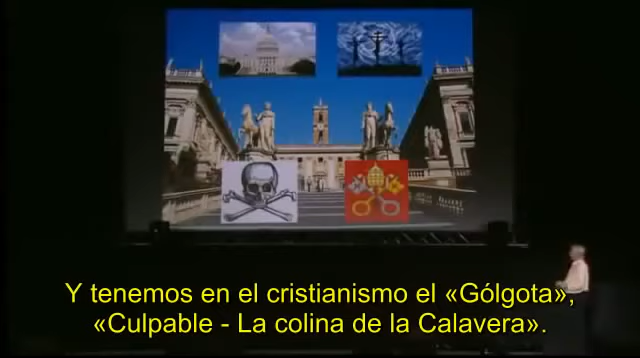 Y tenemos en el cristianismo el «Gólgota»,
«Culpable - La colina de la Calavera».